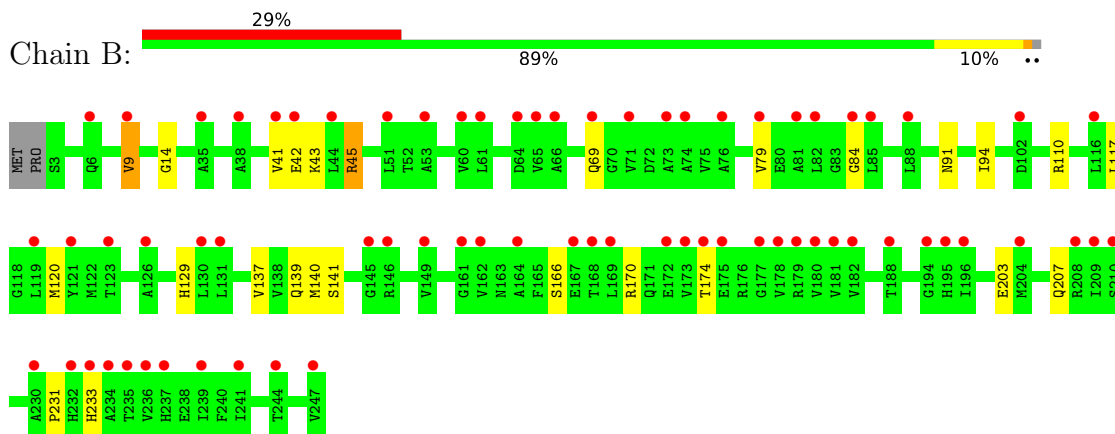 29%
Chain B:
89% 10% ••
MET PRO S3 Q6 V9 G14 A35 A38 V41 E42 K43 L44 R45 L51 T52 A53 V60 L61 D64 V65 A66 Q69 G70 V71 D72 A73 A74 V75 A76 V79 E80 A81 L82 G83 G84 L85 L88 N91 I94 D102 R110 L116 L117
G118 L119 M120 Y121 M122 T123 A126 H129 L130 L131 V137 V138 Q139 M140 S141 G145 R146 V149 G161 V162 N163 A164 F165 S166 E167 T168 L169 R170 Q171 E172 V173 T174 E175 R176 G177 V178 R179 V180 V181 V182 T188 G194 H195 I196 E203 M204 Q207 R208 I209 S210
A230 P231 H232 H233 A234 T235 V236 H237 E238 I239 F240 I241 T244 V247